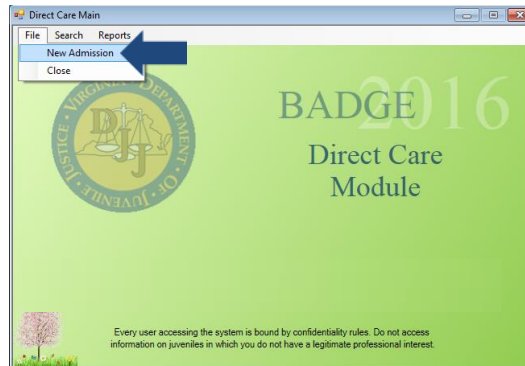 Direct Care Main
File Search Reports
New Admission
Close
VIRGINIA DEPARTMENT OF JUVENILE JUSTICE
DJJ
BADGE 2016
Direct Care
Module
Every user accessing the system is bound by confidentiality rules. Do not access
information on juveniles in which you do not have a legitimate professional interest.